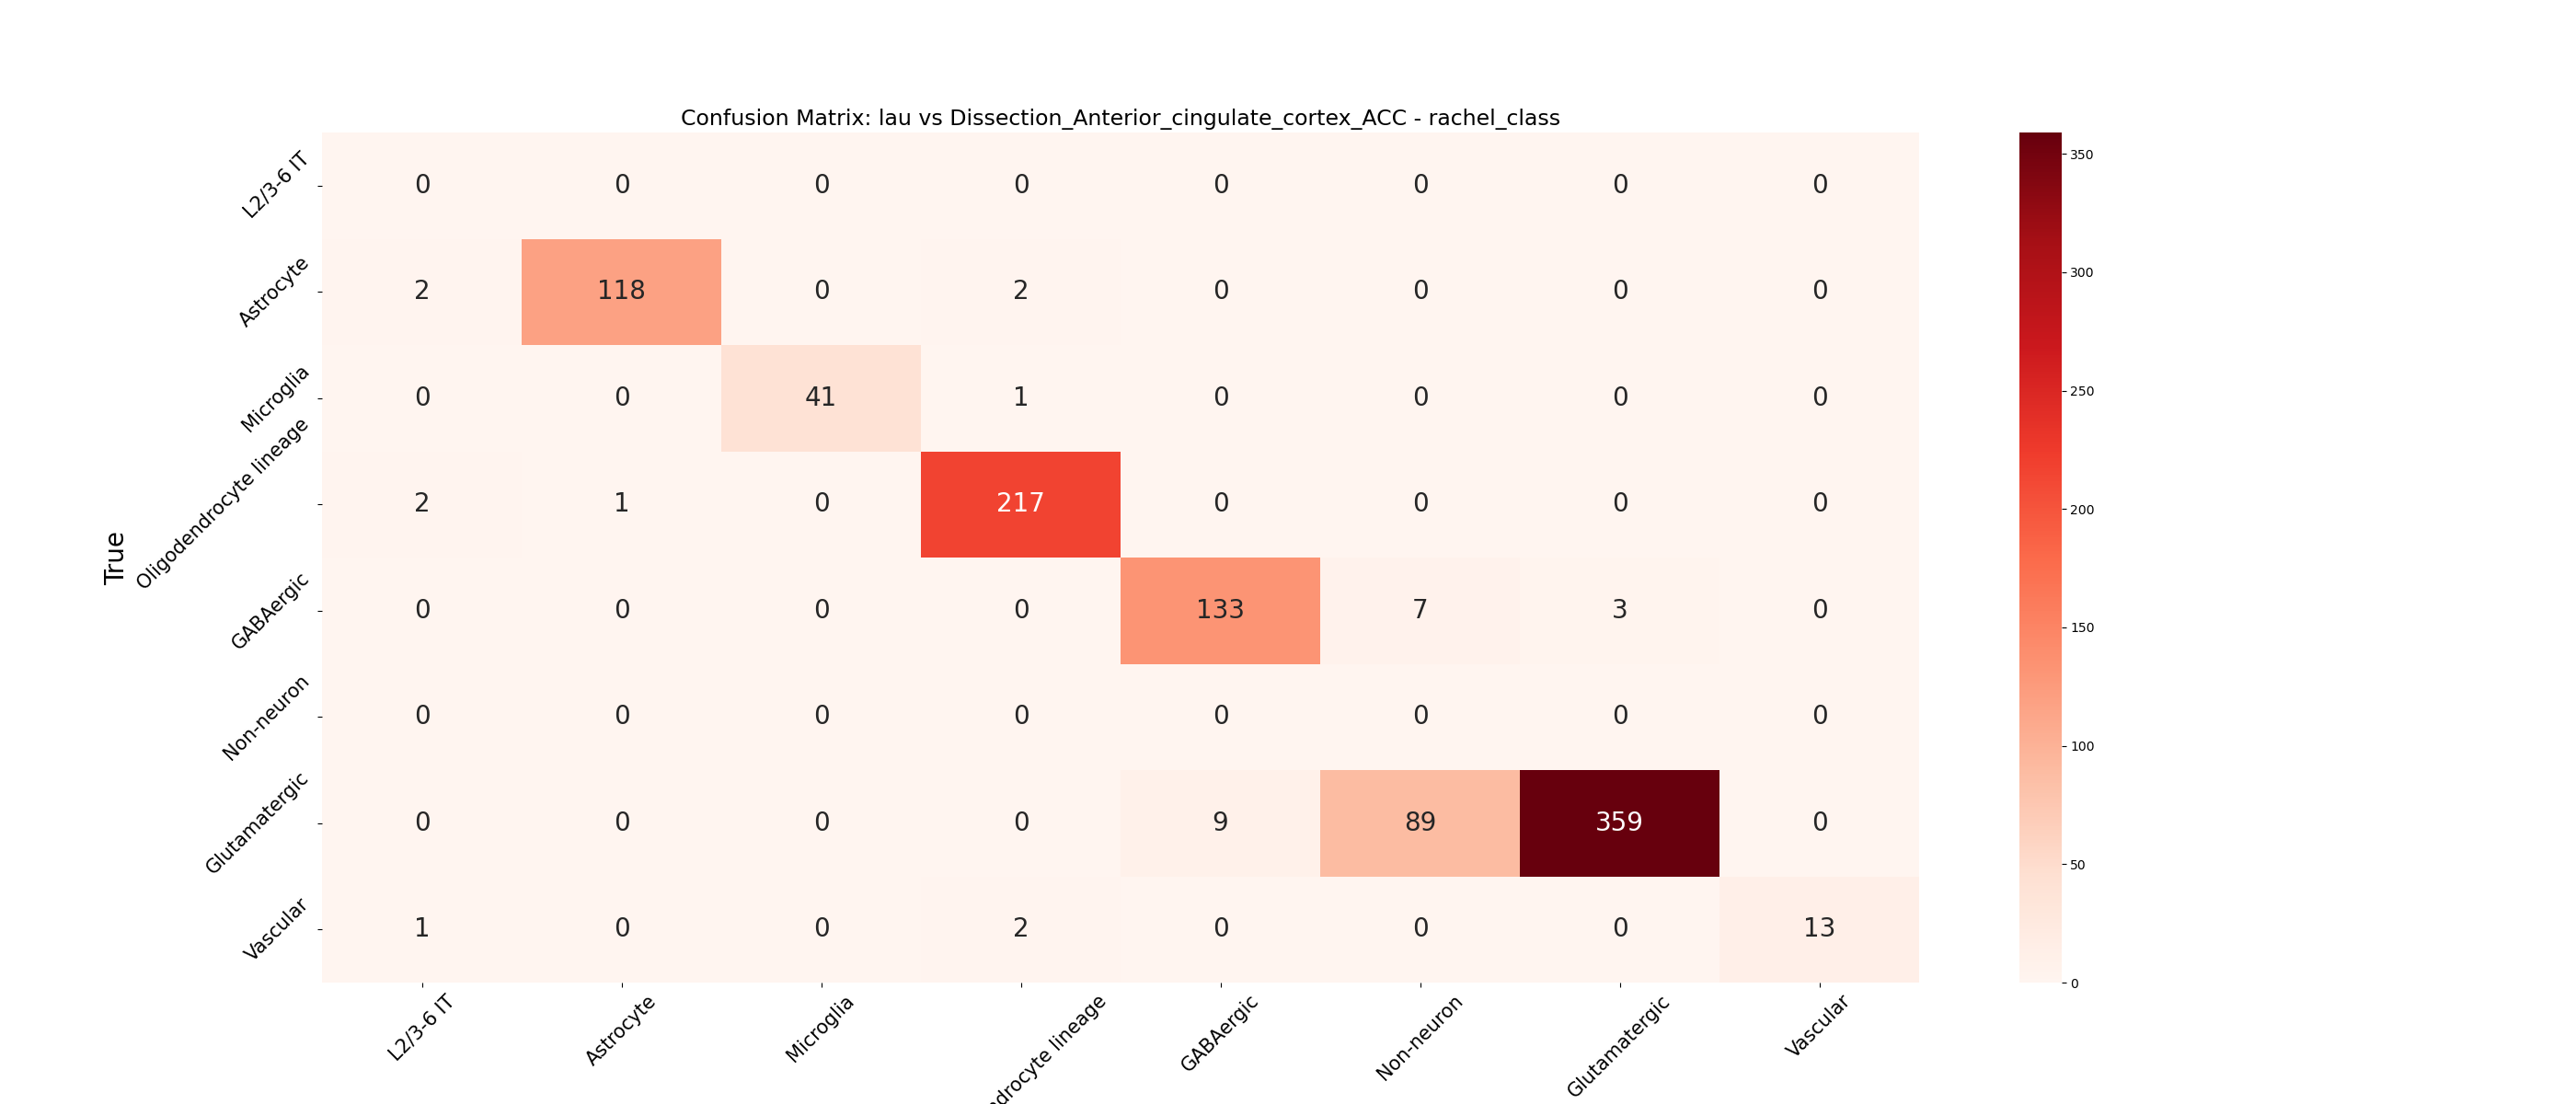 Confusion Matrix: lau vs Dissection_Anterior_cingulate_cortex_ACC - rachel_class
True
L2/3-6 IT 0 0 0 0 0 0 0 0
Astrocyte 2 118 0 2 0 0 0 0
Microglia 0 0 41 1 0 0 0 0
Oligodendrocyte lineage 2 1 0 217 0 0 0 0
GABAergic 0 0 0 0 133 7 3 0
Non-neuron 0 0 0 0 0 0 0 0
Glutamatergic 0 0 0 0 9 89 359 0
Vascular 1 0 0 2 0 0 0 13
L2/3-6 IT Astrocyte Microglia lineage GABAergic Non-neuron Glutamatergic Vascular
350
300
250
200
150
100
50
0